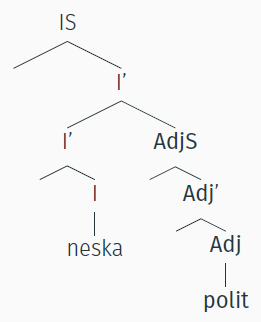 IS
I’
I’ AdjS
I Adj’
neska Adj
polit